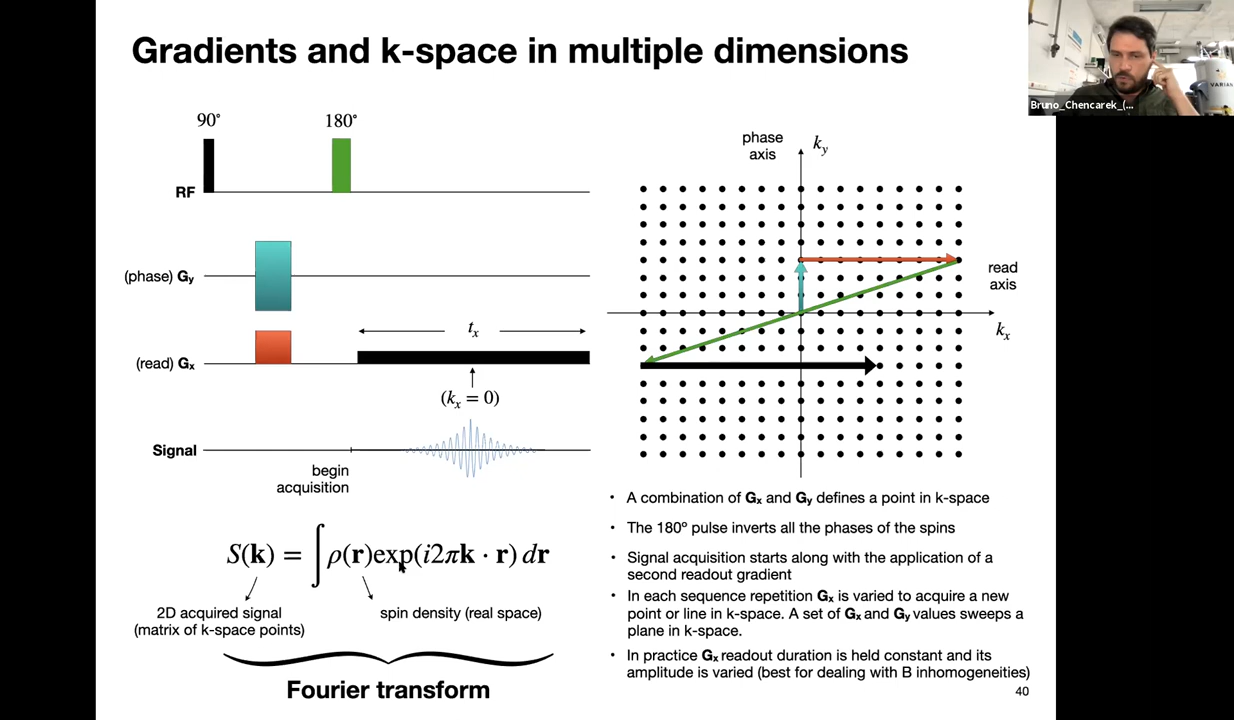 Gradients and k-space in multiple dimensions
90°
180°
RF
(phase) Gy
(read) Gx
tx
(kx = 0)
Signal
begin
acquisition
phase
axis
ky
read
axis
kx
S(k) = ∫ρ(r)exp(i2πk · r) dr
2D acquired signal
(matrix of k-space points)
spin density (real space)
Fourier transform
• A combination of Gx and Gy defines a point in k-space
• The 180º pulse inverts all the phases of the spins
• Signal acquisition starts along with the application of a
second readout gradient
• In each sequence repetition Gx is varied to acquire a new
point or line in k-space. A set of Gx and Gy values sweeps a
plane in k-space.
• In practice Gx readout duration is held constant and its
amplitude is varied (best for dealing with B inhomogeneities)
40
VARIAN
Bruno_Chencarek_(...